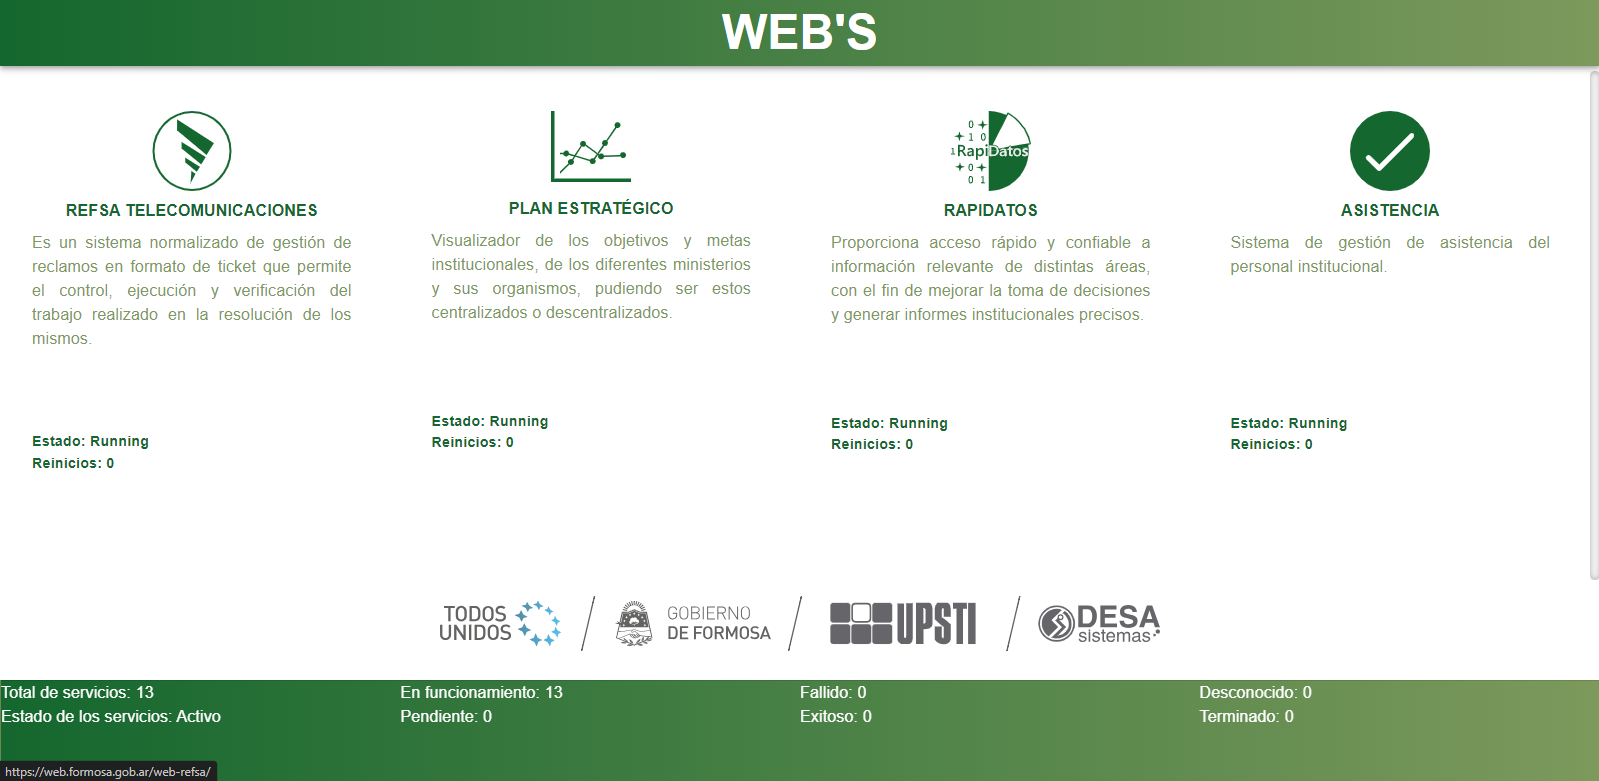 WEB'S
0
1 0
1 RapiDatos
0
0 1
REFSA TELECOMUNICACIONES
Es un sistema normalizado de gestión de
reclamos en formato de ticket que permite
el control, ejecución y verificación del
trabajo realizado en la resolución de los
mismos.
Estado: Running
Reinicios: 0
PLAN ESTRATÉGICO
Visualizador de los objetivos y metas
institucionales, de los diferentes ministerios
y sus organismos, pudiendo ser estos
centralizados o descentralizados.
Estado: Running
Reinicios: 0
RAPIDATOS
Proporciona acceso rápido y confiable a
información relevante de distintas áreas,
con el fin de mejorar la toma de decisiones
y generar informes institucionales precisos.
Estado: Running
Reinicios: 0
ASISTENCIA
Sistema de gestión de asistencia del
personal institucional.
Estado: Running
Reinicios: 0
TODOS
UNIDOS
GOBIERNO
DE FORMOSA
UPSTI
DESA
sistemas
Total de servicios: 13
Estado de los servicios: Activo
En funcionamiento: 13
Pendiente: 0
Fallido: 0
Exitoso: 0
Desconocido: 0
Terminado: 0
https://web.formosa.gob.ar/web-refsa/